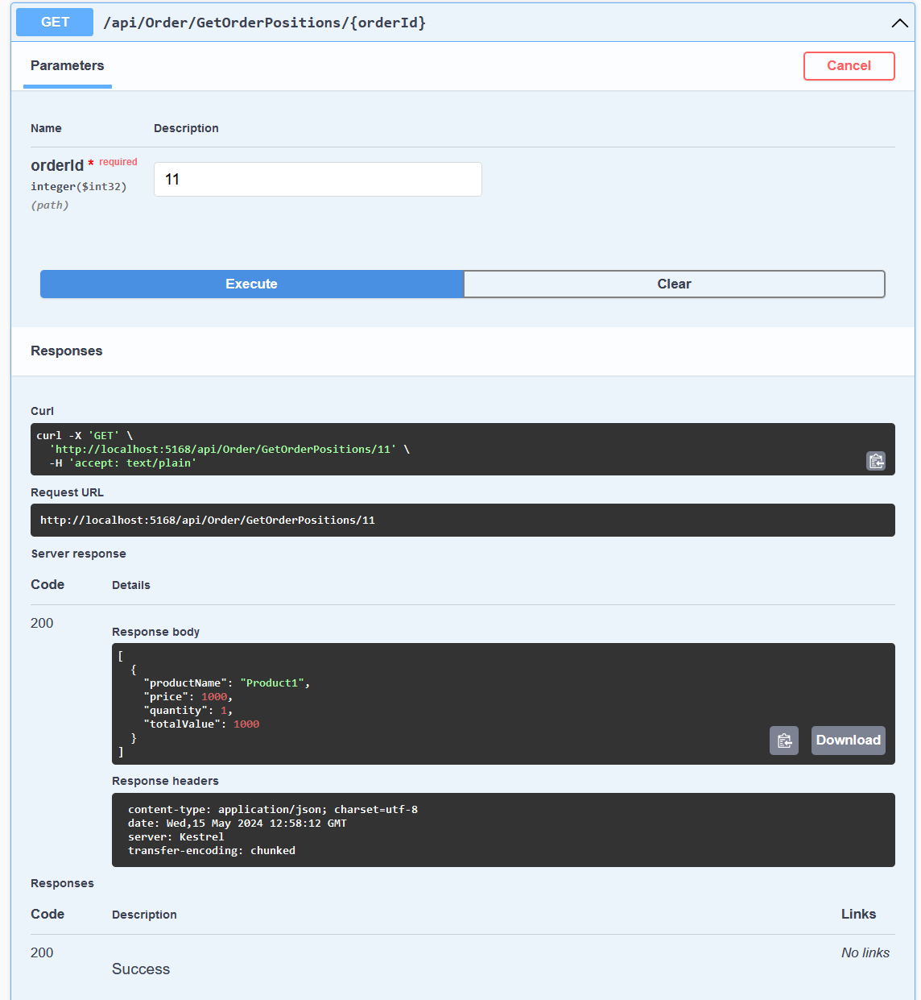 GET /api/Order/GetOrderPositions/{orderId}
Parameters Cancel
Name Description
orderId * required
integer($int32)
(path)
11
Execute Clear
Responses
Curl
curl -X 'GET' \
  'http://localhost:5168/api/Order/GetOrderPositions/11' \
  -H 'accept: text/plain'
Request URL
http://localhost:5168/api/Order/GetOrderPositions/11
Server response
Code Details
200
Response body
[
  {
    "productName": "Product1",
    "price": 1000,
    "quantity": 1,
    "totalValue": 1000
  }
]
Download
Response headers
content-type: application/json; charset=utf-8
date: Wed,15 May 2024 12:58:12 GMT
server: Kestrel
transfer-encoding: chunked
Responses
Code Description Links
200 No links
Success